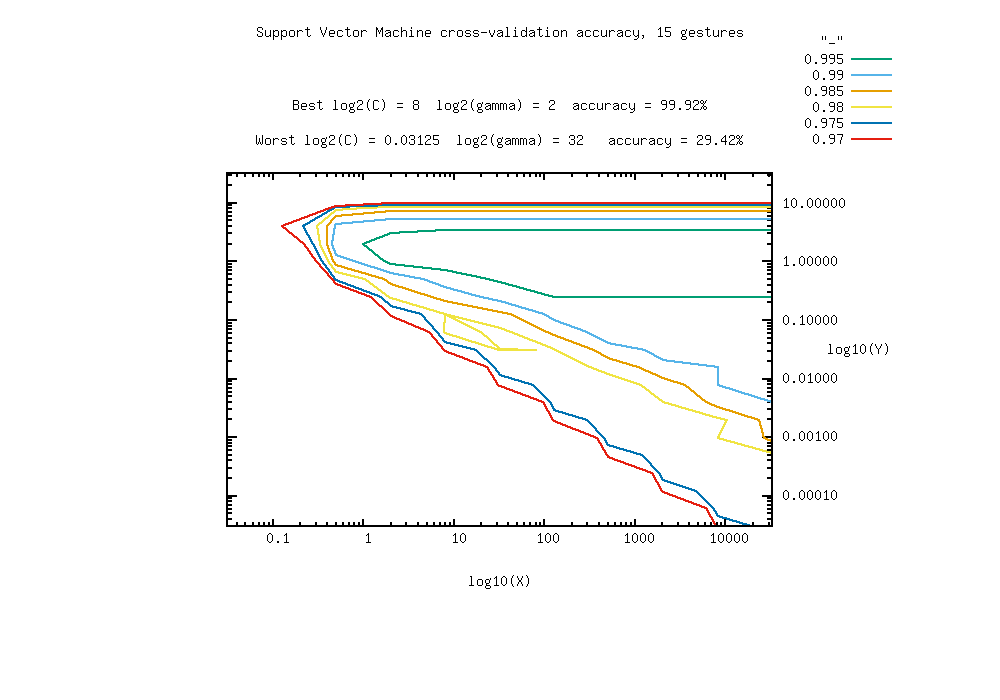 Support Vector Machine cross-validation accuracy, 15 gestures
"_"
0.995
0.99
0.985
0.98
0.975
0.97
Best log2(C) = 8  log2(gamma) = 2  accuracy = 99.92%
Worst log2(C) = 0.03125  log2(gamma) = 32   accuracy = 29.42%
10.00000
1.00000
0.10000
log10(Y)
0.01000
0.00100
0.00010
0.1 1 10 100 1000 10000
log10(X)